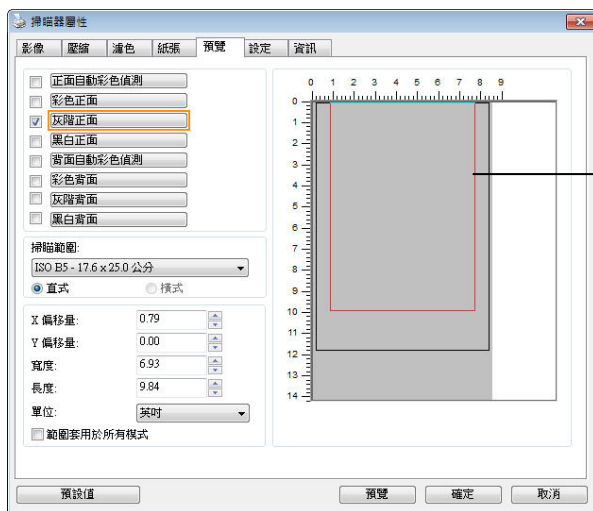 掃瞄器屬性
影像 壓縮 濾色 紙張 預覽 設定 資訊
正面自動彩色偵測
彩色正面
灰階正面
黑白正面
背面自動彩色偵測
彩色背面
灰階背面
黑白背面
掃瞄範圍:
ISO B5 - 17.6 x 25.0 公分
直式 橫式
X 偏移量: 0.79
Y 偏移量: 0.00
寬度: 6.93
長度: 9.84
單位: 英吋
範圍套用於所有模式
0 1 2 3 4 5 6 7 8 9
0
1
2
3
4
5
6
7
8
9
10
11
12
13
14
預設值 預覽 確定 取消